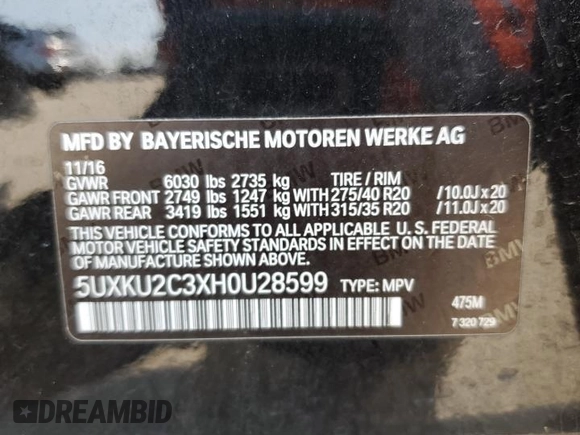 MFD BY BAYERISCHE MOTOREN WERKE AG
11/16
GVWR 6030 lbs 2735 kg TIRE / RIM
GAWR FRONT 2749 lbs 1247 kg WITH 275/40 R20 / 10.0J x 20
GAWR REAR 3419 lbs 1551 kg WITH 315/35 R20 / 11.0J x 20
THIS VEHICLE CONFORMS TO ALL APPLICABLE U. S. FEDERAL
MOTOR VEHICLE SAFETY STANDARDS IN EFFECT ON THE DATE
OF MANUFACTURE SHOWN ABOVE.
5UXKU2C3XH0U28599 TYPE: MPV
475M
7 320 729
BMW
BMW
DREAMBID